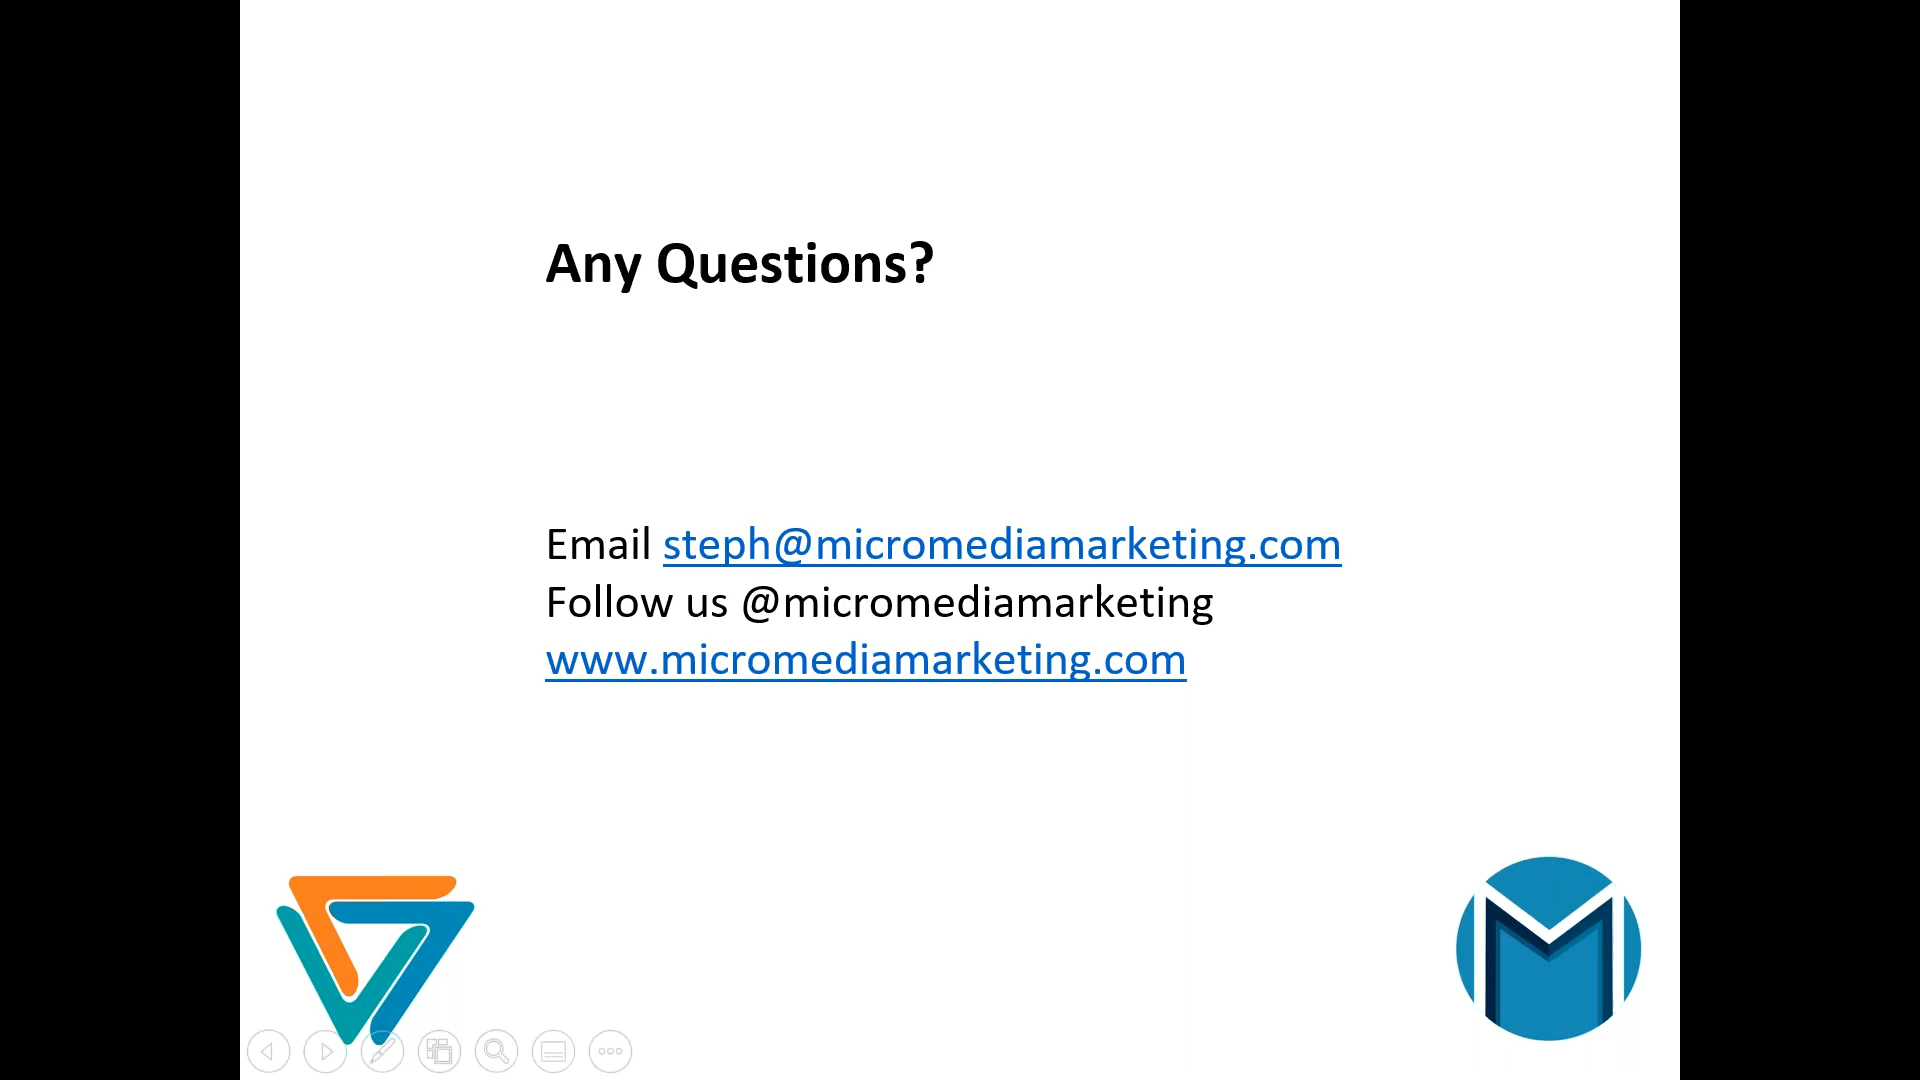 Any Questions?
Email steph@micromediamarketing.com
Follow us @micromediamarketing
www.micromediamarketing.com